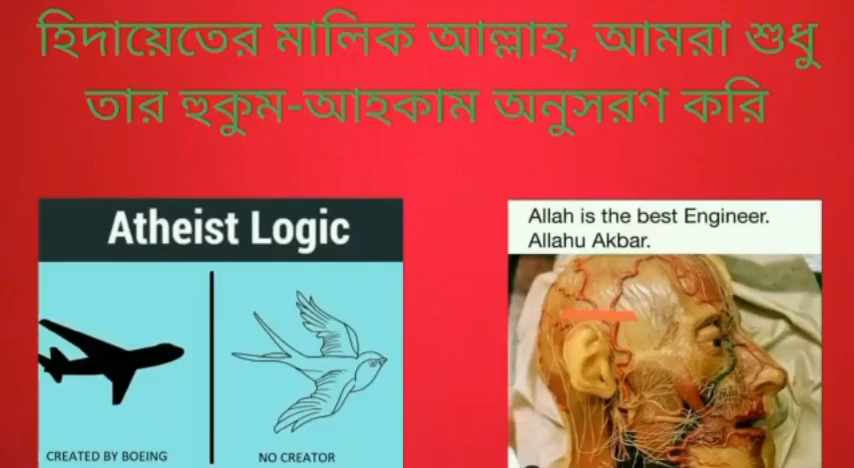 হিদায়েতের মালিক আল্লাহ, আমরা শুধু
তার হুকুম-আহকাম অনুসরণ করি
Atheist Logic
CREATED BY BOEING
NO CREATOR
Allah is the best Engineer.
Allahu Akbar.